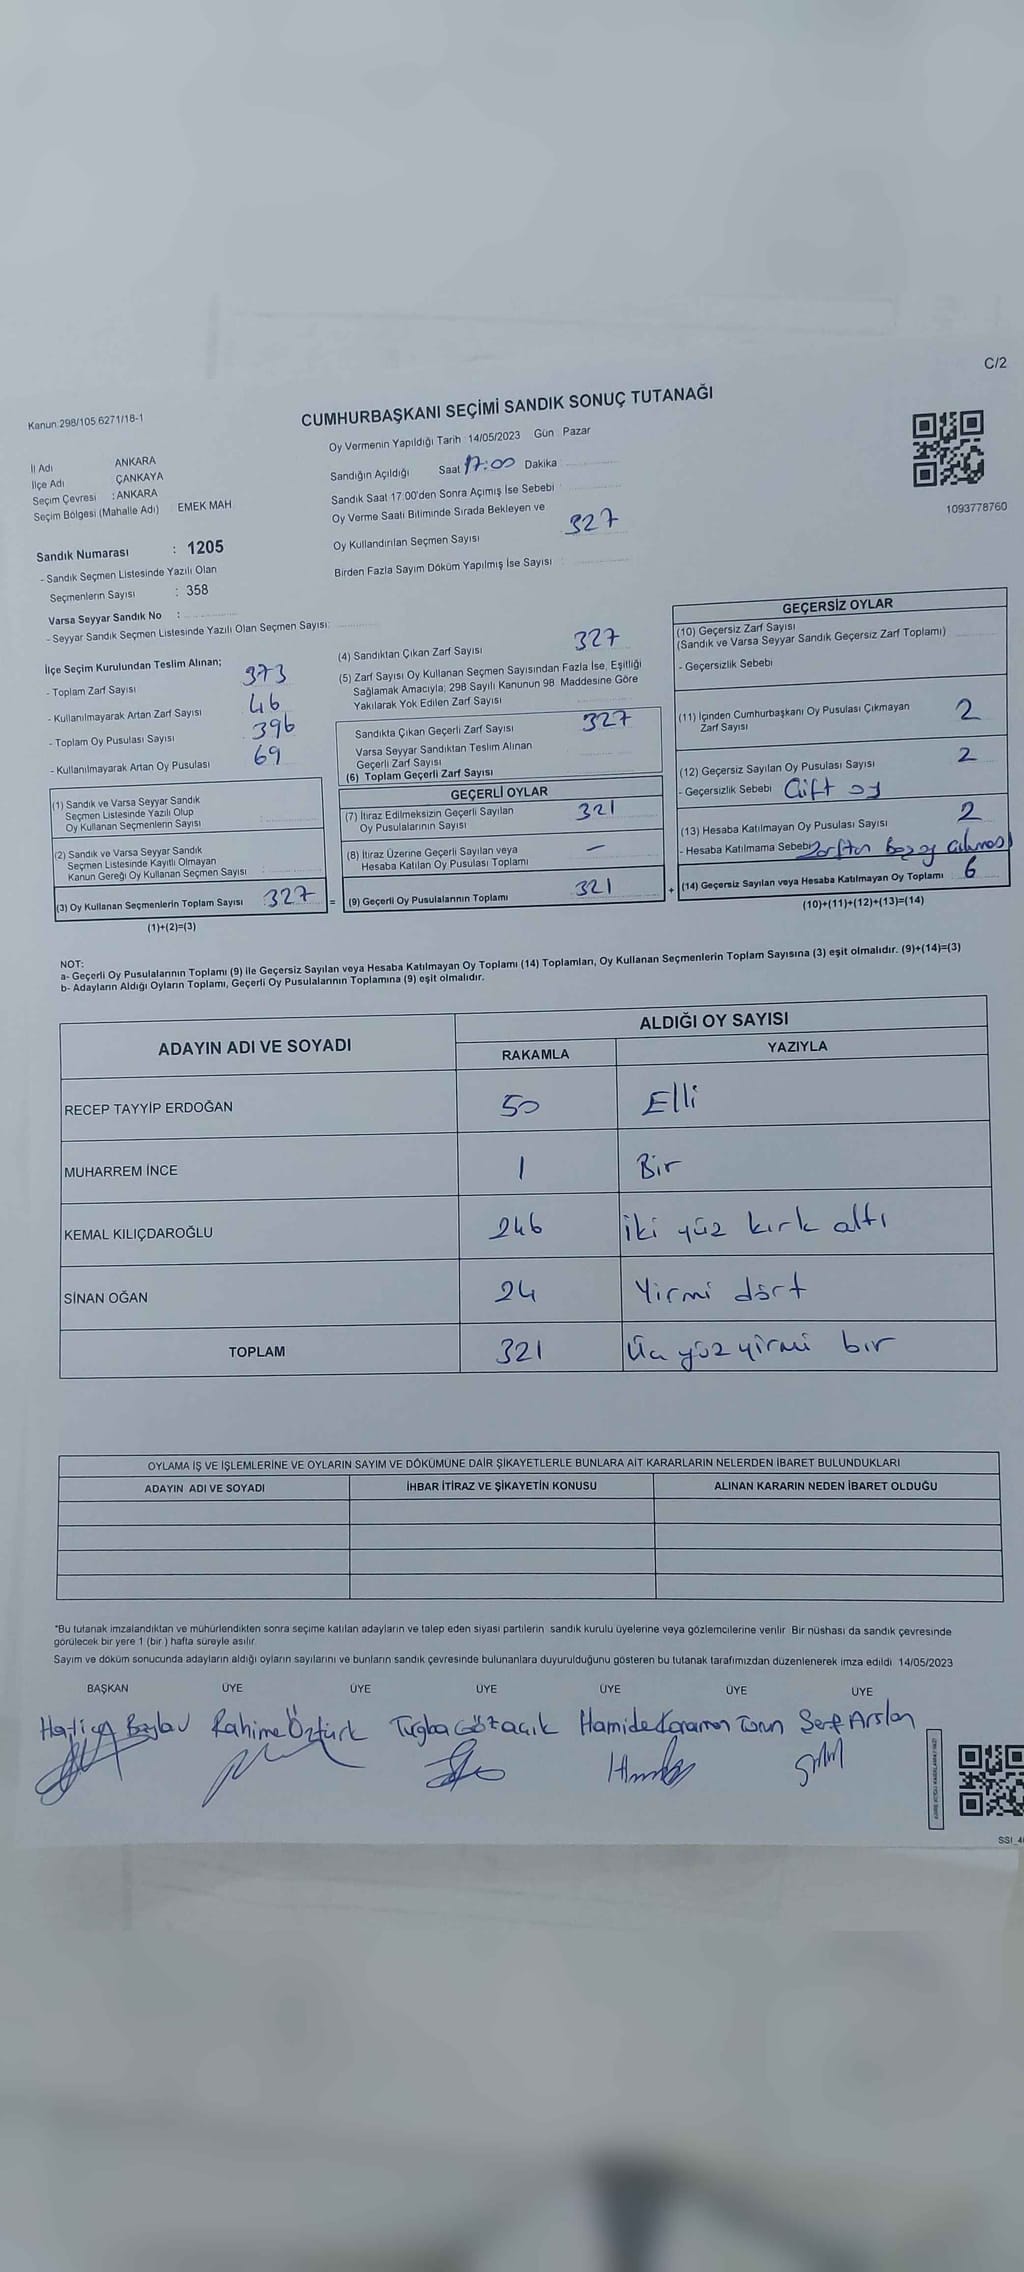 C/2
Kanun:298/105,6271/18-1
CUMHURBAŞKANI SEÇİMİ SANDIK SONUÇ TUTANAĞI
Oy Vermenin Yapıldığı Tarih : 14/05/2023 Gün : Pazar
İl Adı ANKARA
İlçe Adı ÇANKAYA
Seçim Çevresi : ANKARA
Seçim Bölgesi (Mahalle Adı) EMEK MAH
Sandığın Açıldığı Saat 17:00 Dakika
Sandık Saat 17:00'den Sonra Açımış İse Sebebi
Oy Verme Saati Bitiminde Sırada Bekleyen ve
Oy Kullandırılan Seçmen Sayısı 327
Birden Fazla Sayım Döküm Yapılmış İse Sayısı
1093778760
Sandık Numarası : 1205
- Sandık Seçmen Listesinde Yazılı Olan
Seçmenlerin Sayısı : 358
Varsa Seyyar Sandık No :
- Seyyar Sandık Seçmen Listesinde Yazılı Olan Seçmen Sayısı:
İlçe Seçim Kurulundan Teslim Alınan;
- Toplam Zarf Sayısı 373
- Kullanılmayarak Artan Zarf Sayısı 46
- Toplam Oy Pusulası Sayısı 396
- Kullanılmayarak Artan Oy Pusulası 69
(1) Sandık ve Varsa Seyyar Sandık
Seçmen Listesinde Yazılı Olup
Oy Kullanan Seçmenlerin Sayısı :
(2) Sandık ve Varsa Seyyar Sandık
Seçmen Listesinde Kayıtlı Olmayan
Kanun Gereği Oy Kullanan Seçmen Sayısı :
(3) Oy Kullanan Seçmenlerin Toplam Sayısı : 327
(1)+(2)=(3)
(4) Sandıktan Çıkan Zarf Sayısı 327
(5) Zarf Sayısı Oy Kullanan Seçmen Sayısından Fazla İse, Eşitliği
Sağlamak Amacıyla; 298 Sayılı Kanunun 98. Maddesine Göre
Yakılarak Yok Edilen Zarf Sayısı
Sandıkta Çıkan Geçerli Zarf Sayısı 327
Varsa Seyyar Sandıktan Teslim Alınan
Geçerli Zarf Sayısı
(6) Toplam Geçerli Zarf Sayısı
GEÇERLİ OYLAR
(7) İtiraz Edilmeksizin Geçerli Sayılan
Oy Pusulalarının Sayısı 321
(8) İtiraz Üzerine Geçerli Sayılan veya
Hesaba Katılan Oy Pusulası Toplamı —
= (9) Geçerli Oy Pusulalarının Toplamı 321
GEÇERSİZ OYLAR
(10) Geçersiz Zarf Sayısı
(Sandık ve Varsa Seyyar Sandık Geçersiz Zarf Toplamı)
- Geçersizlik Sebebi
(11) İçinden Cumhurbaşkanı Oy Pusulası Çıkmayan
Zarf Sayısı 2
(12) Geçersiz Sayılan Oy Pusulası Sayısı 2
- Geçersizlik Sebebi Çift oy
(13) Hesaba Katılmayan Oy Pusulası Sayısı 2
- Hesaba Katılmama Sebebi Zarftan Boş oy
+ (14) Geçersiz Sayılan veya Hesaba Katılmayan Oy Toplamı : 6
(10)+(11)+(12)+(13)=(14)
NOT:
a- Geçerli Oy Pusulalarının Toplamı (9) ile Geçersiz Sayılan veya Hesaba Katılmayan Oy Toplamı (14) Toplamları, Oy Kullanan Seçmenlerin Toplam Sayısına (3) eşit olmalıdır. (9)+(14)=(3)
b- Adayların Aldığı Oyların Toplamı, Geçerli Oy Pusulalarının Toplamına (9) eşit olmalıdır.
ADAYIN ADI VE SOYADI ALDIĞI OY SAYISI
RAKAMLA YAZIYLA
RECEP TAYYİP ERDOĞAN 50 Elli
MUHARREM İNCE 1 Bir
KEMAL KILIÇDAROĞLU 246 İki yüz kırk altı
SİNAN OĞAN 24 Yirmi dört
TOPLAM 321 Üç yüz yirmi bir
OYLAMA İŞ VE İŞLEMLERİNE VE OYLARIN SAYIM VE DÖKÜMÜNE DAİR ŞİKAYETLERLE BUNLARA AİT KARARLARIN NELERDEN İBARET BULUNDUKLARI
ADAYIN ADI VE SOYADI İHBAR İTİRAZ VE ŞİKAYETİN KONUSU ALINAN KARARIN NEDEN İBARET OLDUĞU
*Bu tutanak imzalandıktan ve mühürlendikten sonra seçime katılan adayların ve talep eden siyasi partilerin sandık kurulu üyelerine veya gözlemcilerine verilir. Bir nüshası da sandık çevresinde
görülecek bir yere 1 (bir ) hafta süreyle asılır.
Sayım ve döküm sonucunda adayların aldığı oyların sayılarını ve bunların sandık çevresinde bulunanlara duyurulduğunu gösteren bu tutanak tarafımızdan düzenlenerek imza edildi. 14/05/2023
BAŞKAN ÜYE ÜYE ÜYE ÜYE ÜYE ÜYE
Rahime Öztürk Tuğba Gözaçık Hamide Karaman Torun Sert Arslan